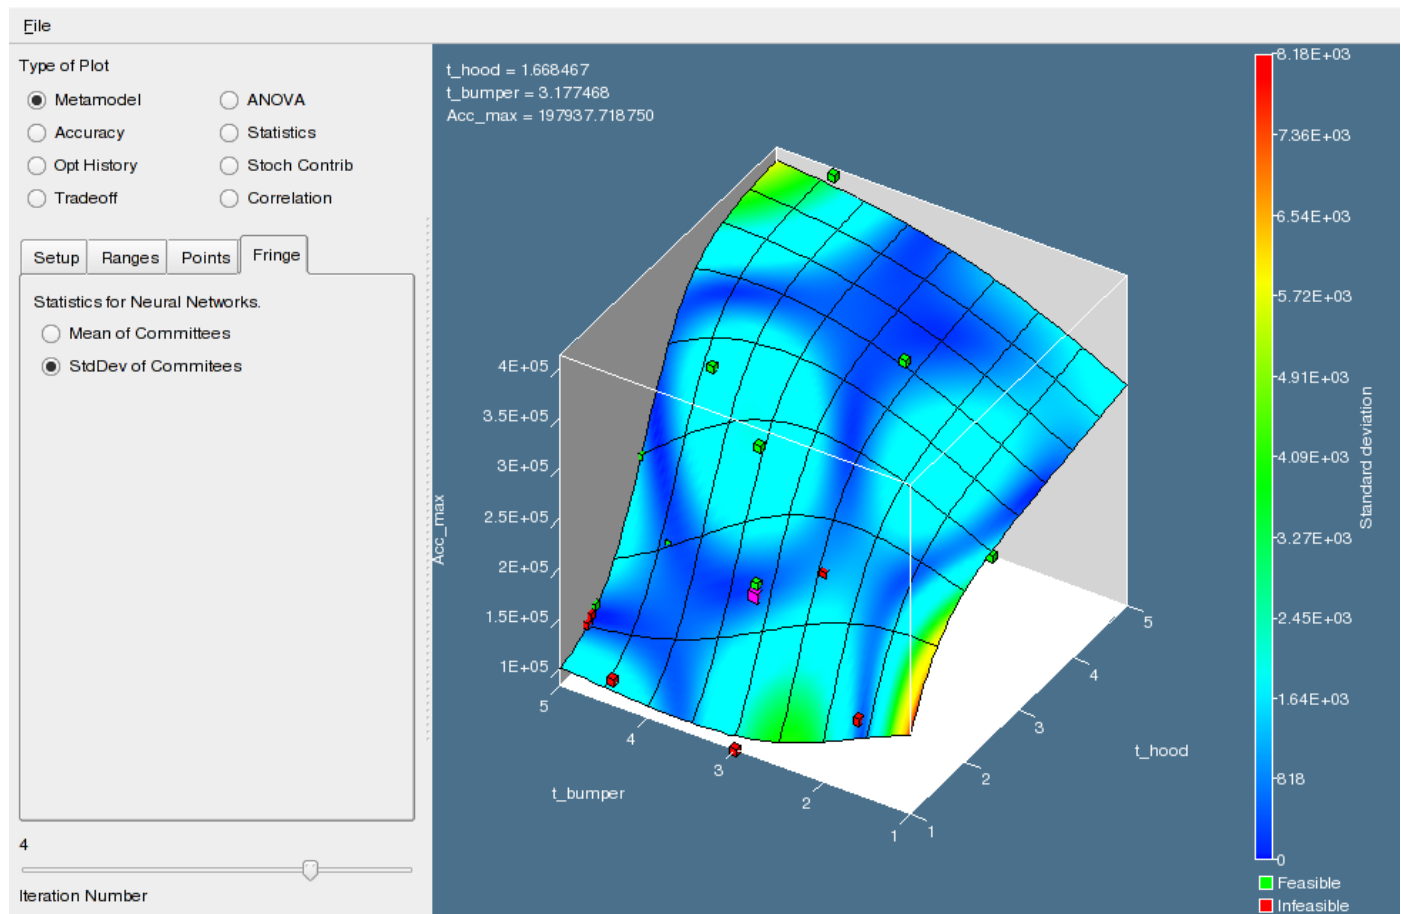 File
Type of Plot
Metamodel
ANOVA
Accuracy
Statistics
Opt History
Stoch Contrib
Tradeoff
Correlation
Setup
Ranges
Points
Fringe
Statistics for Neural Networks.
Mean of Committees
StdDev of Commitees
4
Iteration Number
t_hood = 1.668467
t_bumper = 3.177468
Acc_max = 197937.718750
4E+05
3.5E+05
3E+05
2.5E+05
2E+05
1.5E+05
1E+05
Acc_max
5
4
3
2
1
t_bumper
1
2
3
4
5
t_hood
8.18E+03
7.36E+03
6.54E+03
5.72E+03
4.91E+03
4.09E+03
3.27E+03
2.45E+03
1.64E+03
818
0
Standard deviation
Feasible
Infeasible